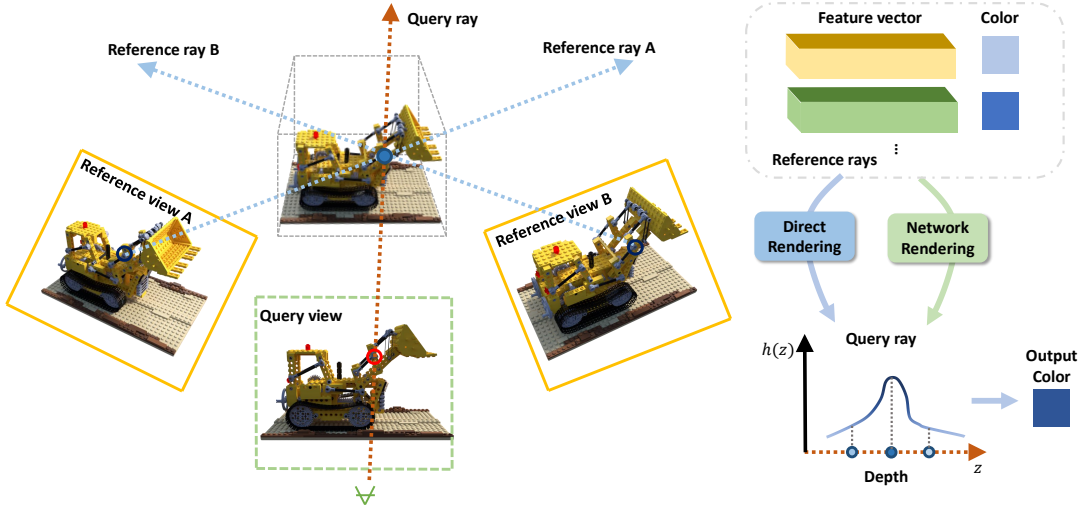 Query ray
Reference ray B
Reference ray A
Reference view A
Reference view B
Query view
Feature vector
Color
...
Reference rays
Direct
Rendering
Network
Rendering
Query ray
h(z)
Output
Color
z
Depth